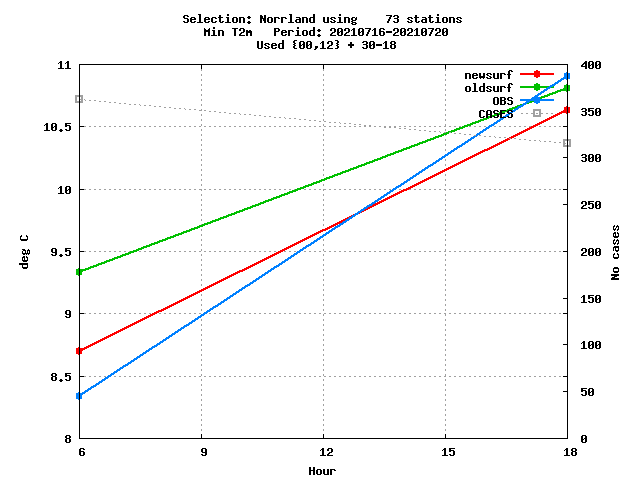 Selection: Norrland using    73 stations
Min T2m   Period: 20210716-20210720
Used {00,12} + 30-18
11
10.5
10
9.5
9
8.5
8
400
350
300
250
200
150
100
50
0
newsurf
oldsurf
OBS
CASES
deg C
No cases
6
9
12
15
18
Hour